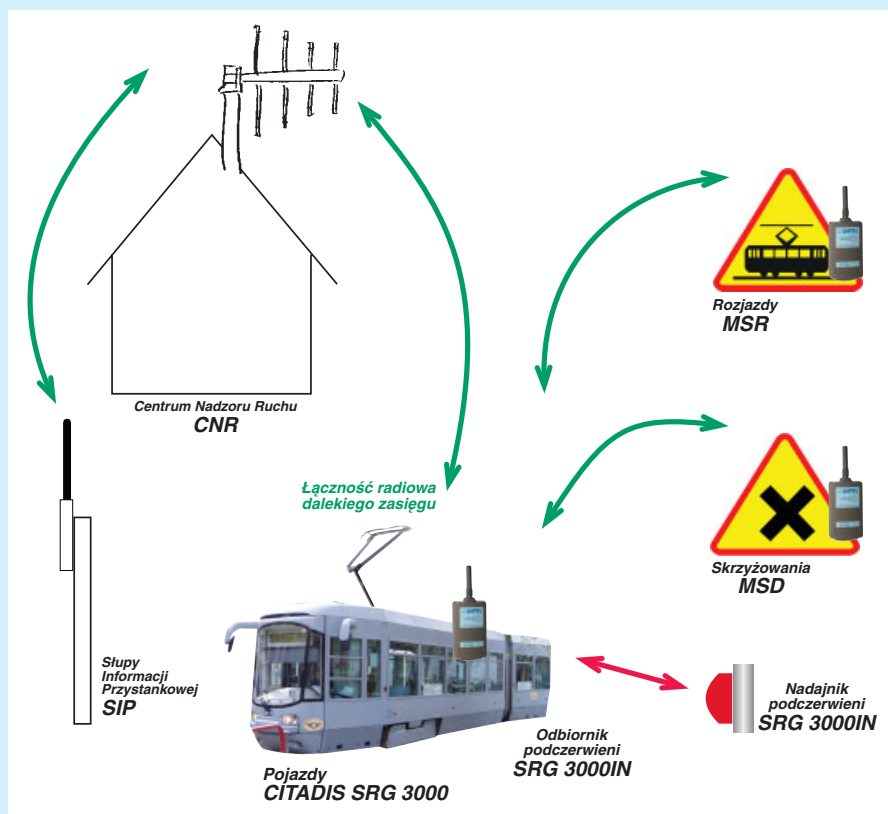 Rozjazdy
MSR
Centrum Nadzoru Ruchu
CNR
Łączność radiowa
dalekiego zasięgu
Skrzyżowania
MSD
Słupy
Informacji
Przystankowej
SIP
Nadajnik
podczerwieni
SRG 3000IN
Odbiornik
podczerwieni
SRG 3000IN
Pojazdy
CITADIS SRG 3000